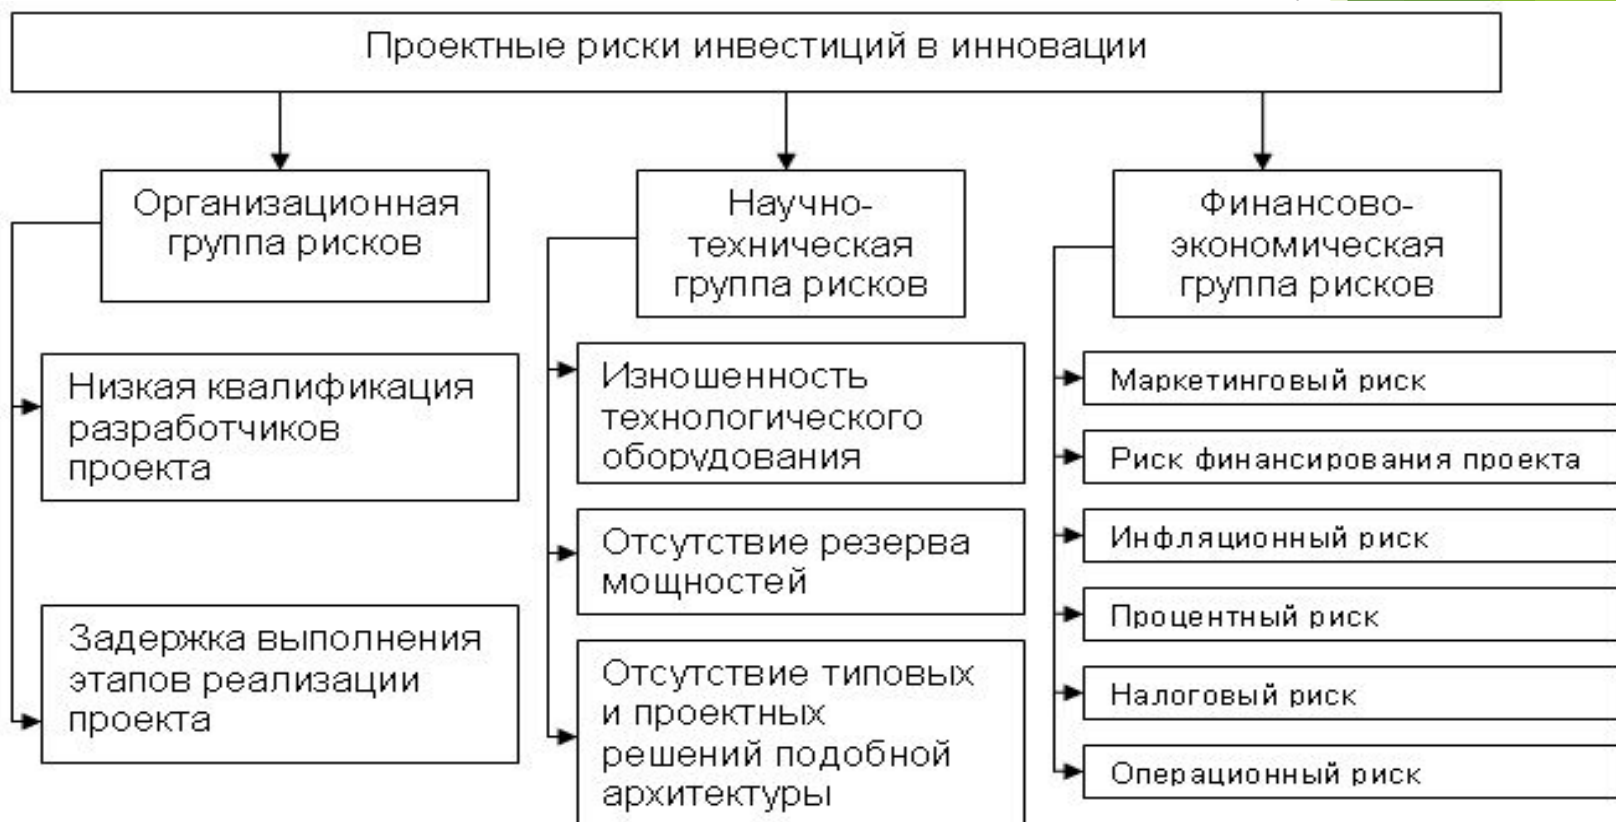 Проектные риски инвестиций в инновации
Организационная
группа рисков
Низкая квалификация
разработчиков
проекта
Задержка выполнения
этапов реализации
проекта
Научно-
техническая
группа рисков
Изношенность
технологического
оборудования
Отсутствие резерва
мощностей
Отсутствие типовых
и проектных
решений подобной
архитектуры
Финансово-
экономическая
группа рисков
Маркетинговый риск
Риск финансирования проекта
Инфляционный риск
Процентный риск
Налоговый риск
Операционный риск